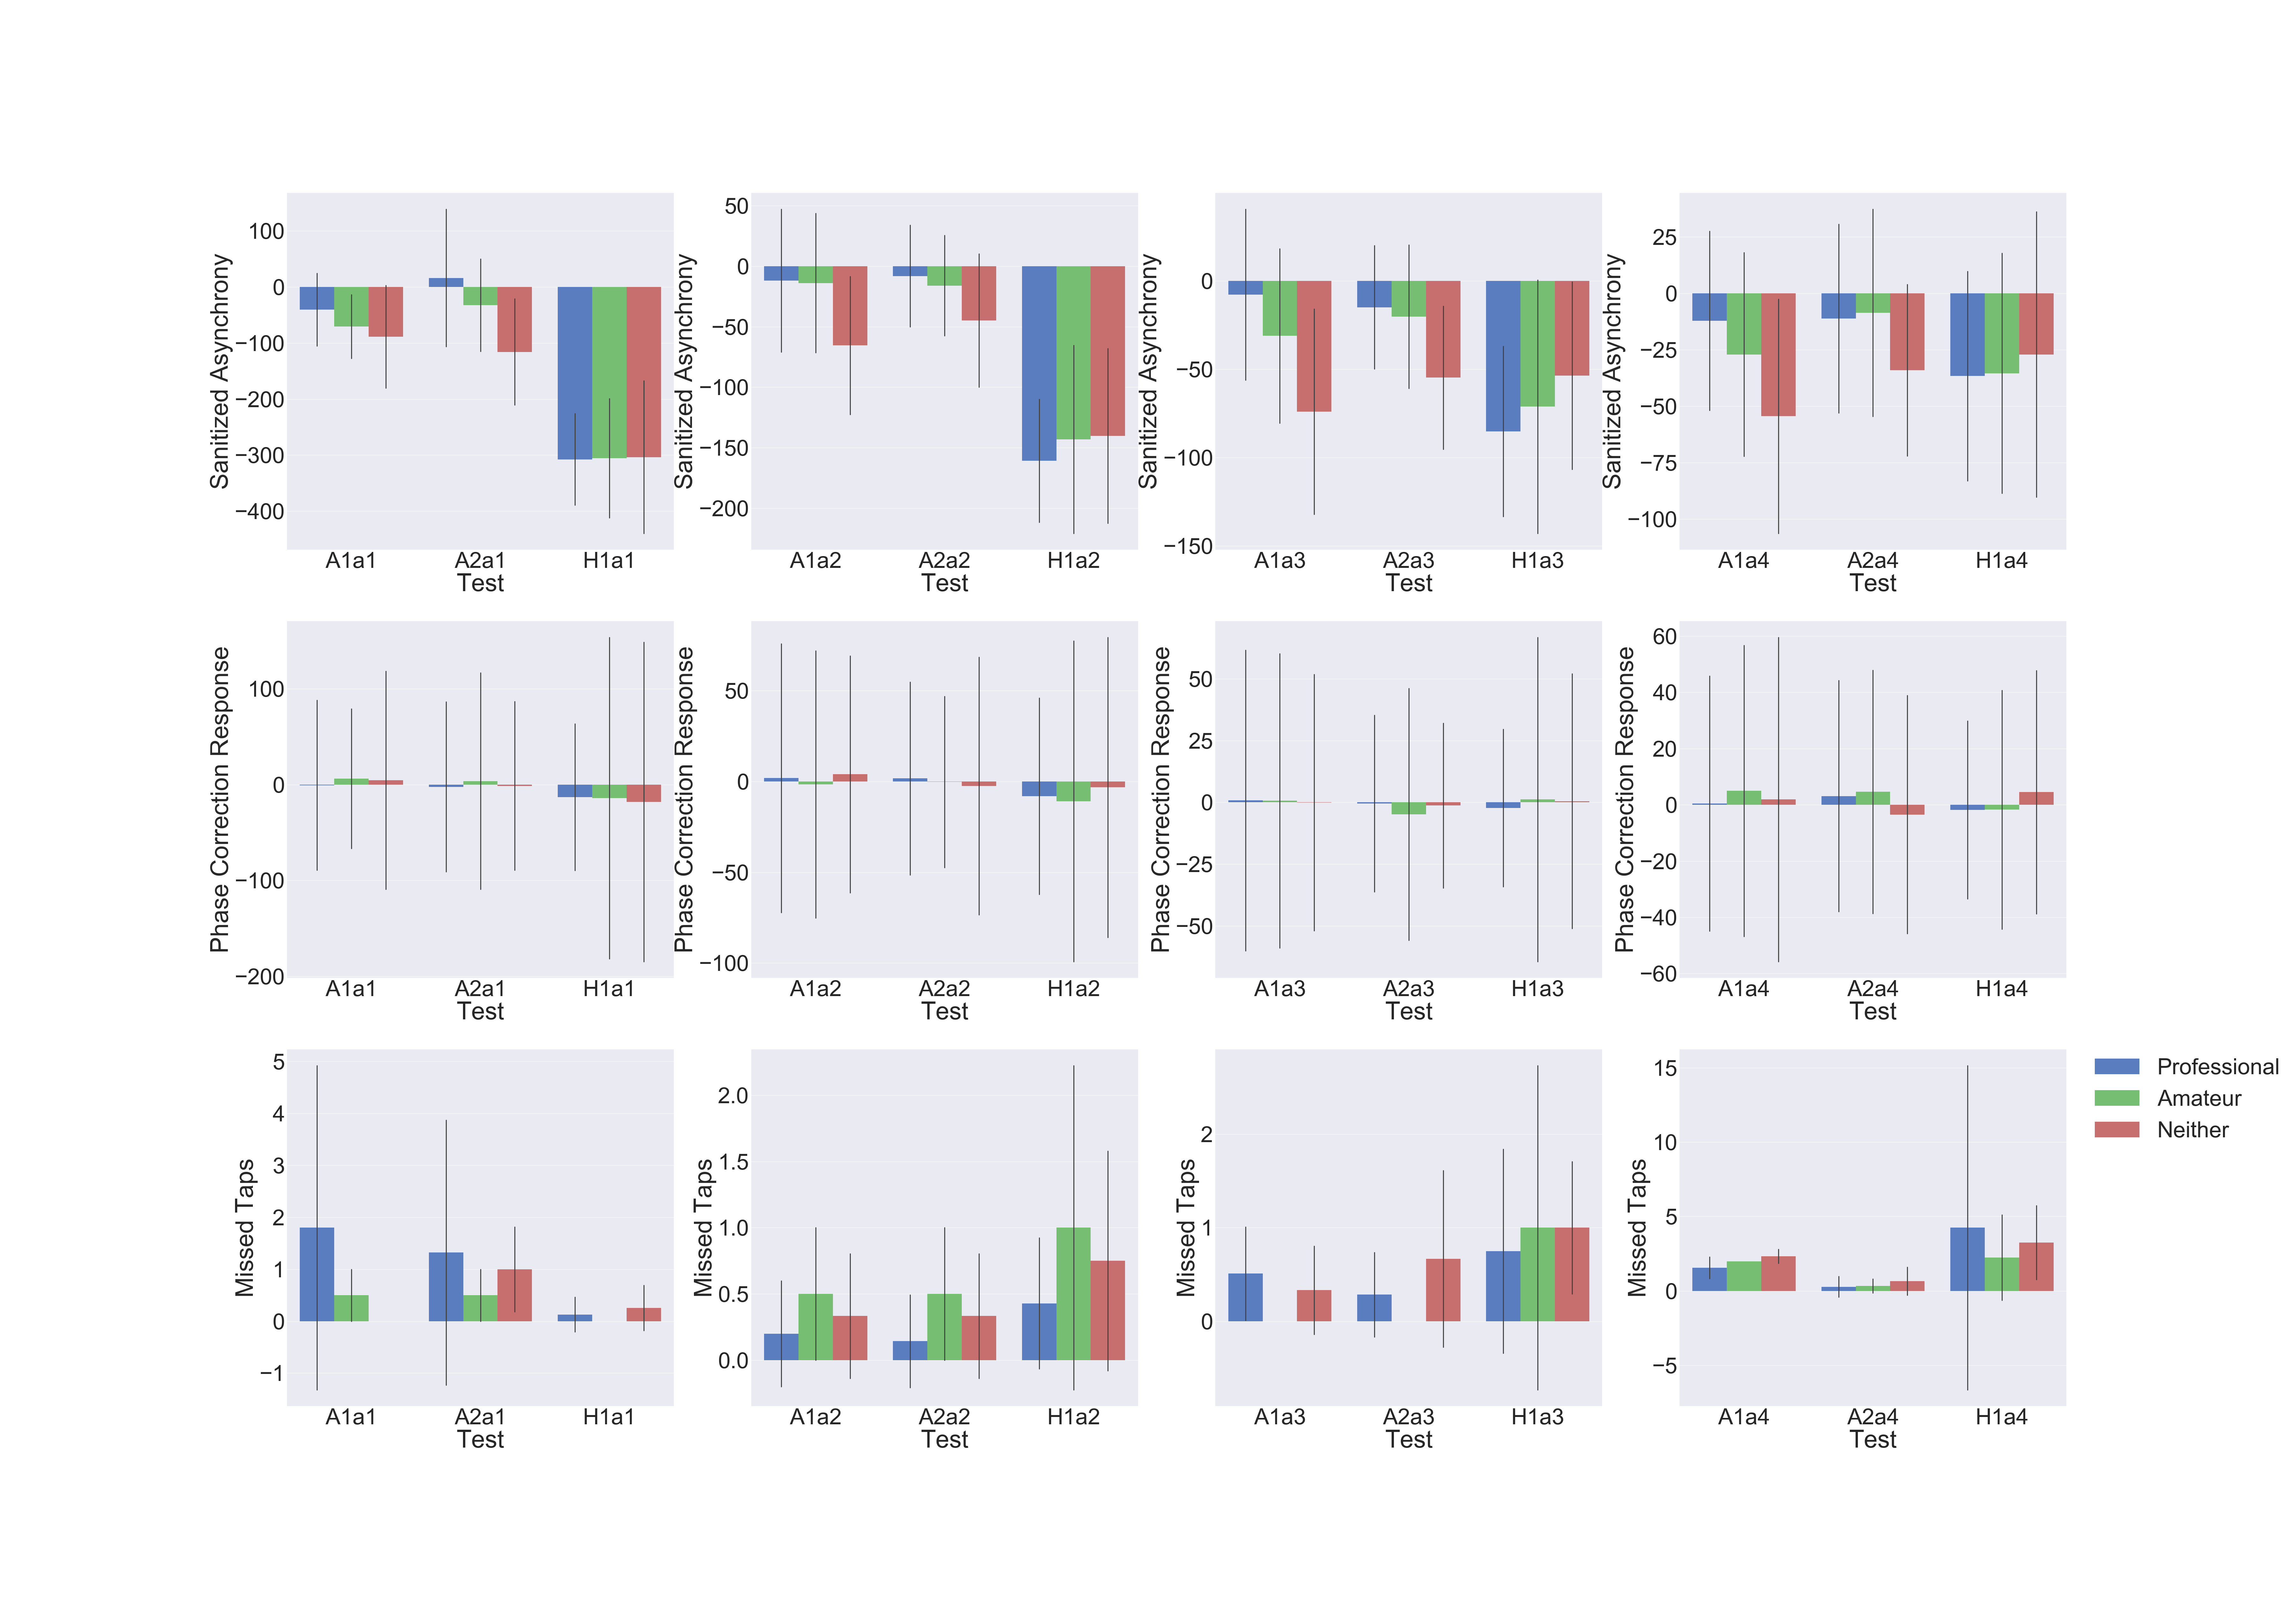 Sanitized Asynchrony
100
0
−100
−200
−300
−400
A1a1 A2a1 H1a1
Test
Sanitized Asynchrony
50
0
−50
−100
−150
−200
A1a2 A2a2 H1a2
Test
Sanitized Asynchrony
0
−50
−100
−150
A1a3 A2a3 H1a3
Test
Sanitized Asynchrony
25
0
−25
−50
−75
−100
A1a4 A2a4 H1a4
Test
Phase Correction Response
100
0
−100
−200
A1a1 A2a1 H1a1
Test
Phase Correction Response
50
0
−50
−100
A1a2 A2a2 H1a2
Test
Phase Correction Response
50
25
0
−25
−50
A1a3 A2a3 H1a3
Test
Phase Correction Response
60
40
20
0
−20
−40
−60
A1a4 A2a4 H1a4
Test
Missed Taps
5
4
3
2
1
0
−1
A1a1 A2a1 H1a1
Test
Missed Taps
2.0
1.5
1.0
0.5
0.0
A1a2 A2a2 H1a2
Test
Missed Taps
2
1
0
A1a3 A2a3 H1a3
Test
Missed Taps
15
10
5
0
−5
A1a4 A2a4 H1a4
Test
Professional
Amateur
Neither